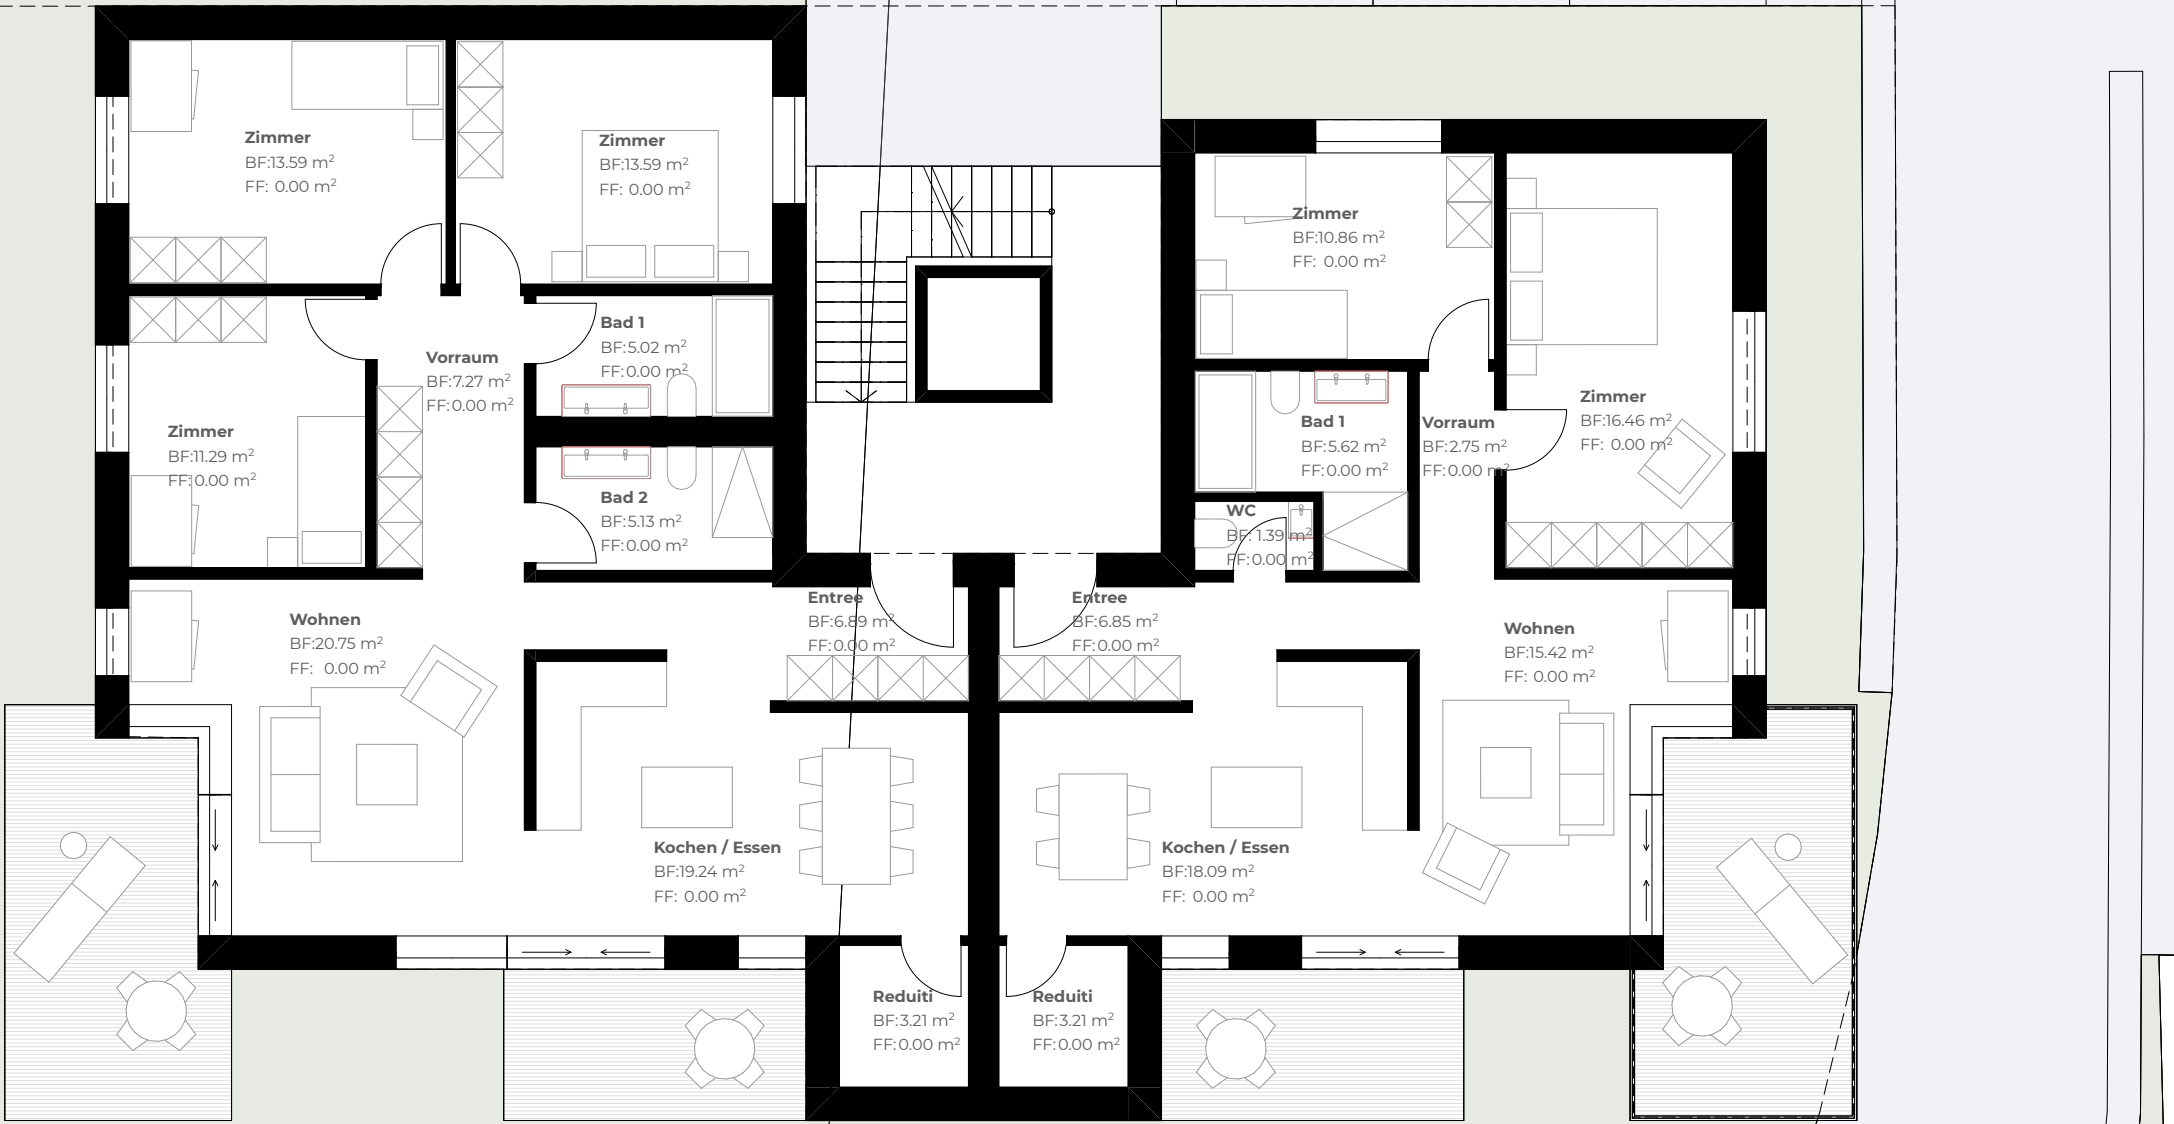 Zimmer
BF:13.59 m²
FF: 0.00 m²
Zimmer
BF:13.59 m²
FF: 0.00 m²
Zimmer
BF:10.86 m²
FF: 0.00 m²
Bad 1
BF:5.02 m²
FF:0.00 m²
Vorraum
BF:7.27 m²
FF:0.00 m²
Zimmer
BF:11.29 m²
FF:0.00 m²
Bad 2
BF:5.13 m²
FF:0.00 m²
Bad 1
BF:5.62 m²
FF:0.00 m²
Vorraum
BF:2.75 m²
FF:0.00 m²
Zimmer
BF:16.46 m²
FF: 0.00 m²
WC
BF: 1.39 m²
FF:0.00 m²
Wohnen
BF:20.75 m²
FF: 0.00 m²
Entree
BF:6.89 m²
FF:0.00 m²
Entree
BF:6.85 m²
FF:0.00 m²
Wohnen
BF:15.42 m²
FF: 0.00 m²
Kochen / Essen
BF:19.24 m²
FF: 0.00 m²
Kochen / Essen
BF:18.09 m²
FF: 0.00 m²
Reduiti
BF:3.21 m²
FF:0.00 m²
Reduiti
BF:3.21 m²
FF:0.00 m²